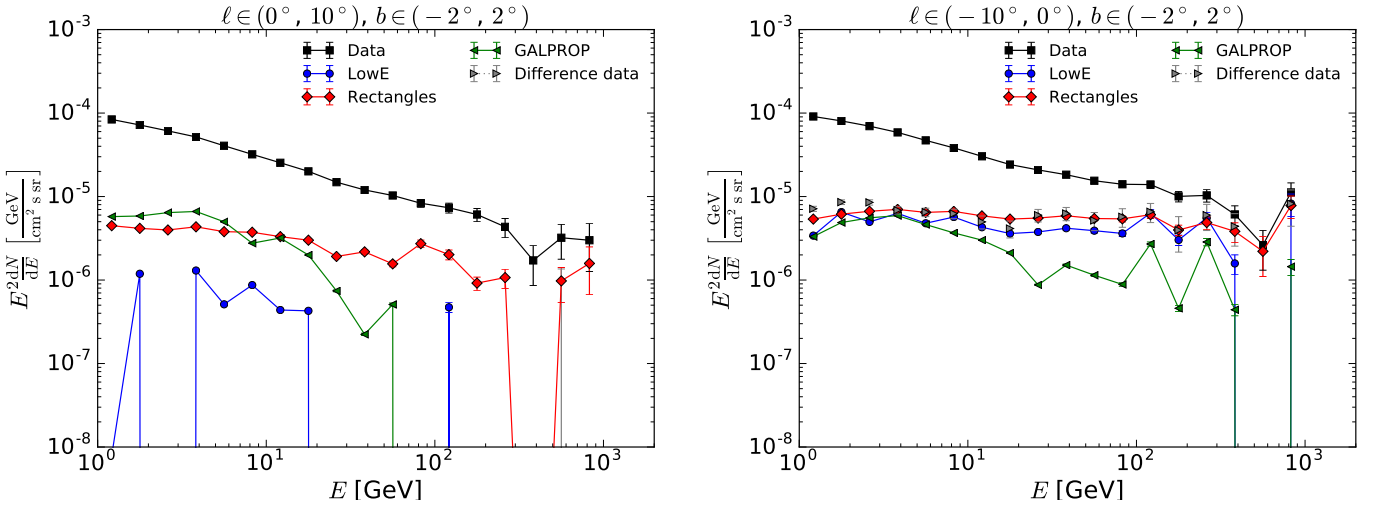 ℓ∈(0°, 10°), b∈(−2°, 2°)
10^-3
10^-4
10^-5
10^-6
10^-7
10^-8
E^2 dN/dE [GeV / cm^2 s sr]
Data
LowE
Rectangles
GALPROP
Difference data
10^0
10^1
10^2
10^3
E [GeV]
ℓ∈(−10°, 0°), b∈(−2°, 2°)
10^-3
10^-4
10^-5
10^-6
10^-7
10^-8
E^2 dN/dE [GeV / cm^2 s sr]
Data
LowE
Rectangles
GALPROP
Difference data
10^0
10^1
10^2
10^3
E [GeV]